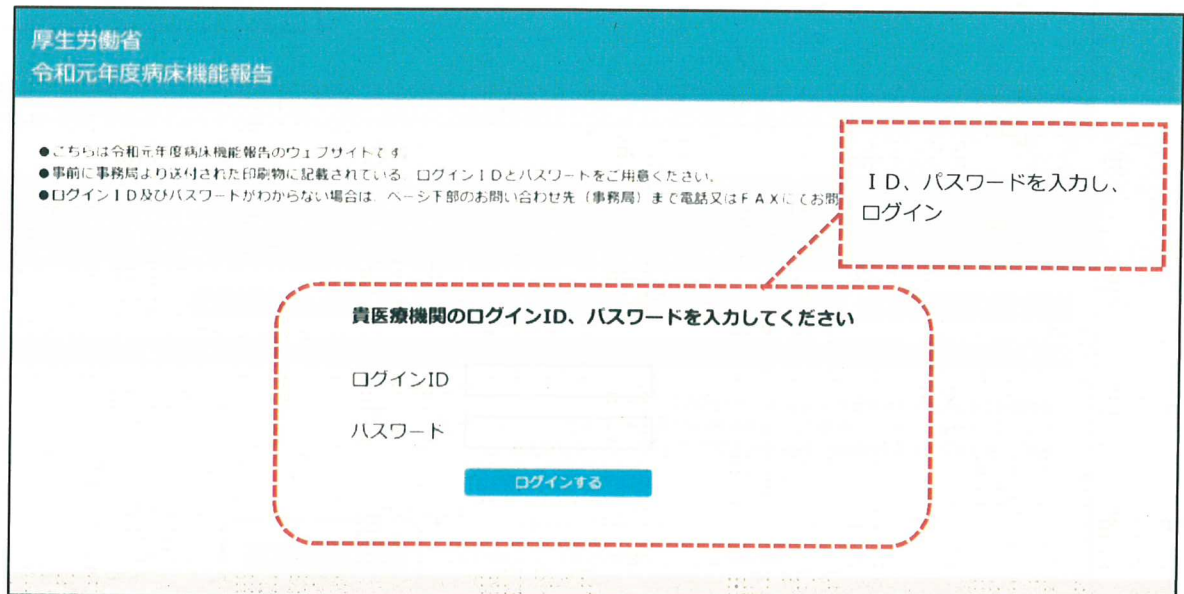 厚生労働省
令和元年度病床機能報告
●こちらは令和元年度病床機能報告のウェブサイトです
●事前に事務局より送付された印刷物に記載されている ログインＩＤとパスワードをご用意ください。
●ログインＩＤ及びパスワードがわからない場合は ページ下部のお問い合わせ先（事務局）まで電話又はＦＡＸにてお問
ＩＤ、パスワードを入力し、
ログイン
貴医療機関のログインID、パスワードを入力してください
ログインID
パスワード
ログインする